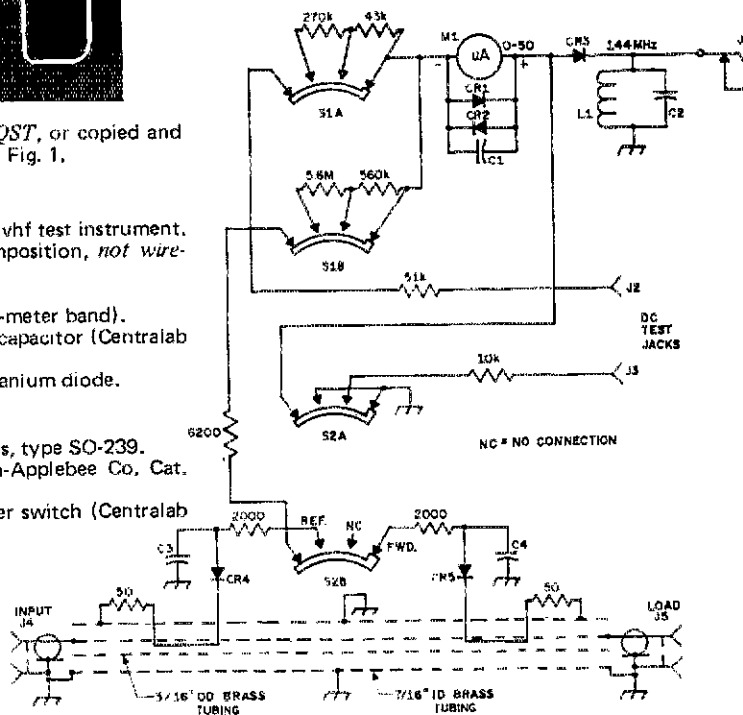 QST, or copied and
Fig. 1.
vhf test instrument.
mposition, not wire-
-meter band).
capacitor (Centralab
anium diode.
s, type SO-239.
n-Applebee Co. Cat.
er switch (Centralab
270k
43k
S1A
M1
uA
0-50
-
+
CR1
CR2
C1
CR3
144MHz
L1
C2
J
5.6M
560k
S1B
51k
J2
DC
TEST
JACKS
10k
J3
S2A
NC = NO CONNECTION
6200
2000
REF.
NC
2000
FWD.
S2B
C3
CR4
CR5
C4
50
50
INPUT
J4
LOAD
J5
3/16" OD BRASS
TUBING
7/16" ID BRASS
TUBING